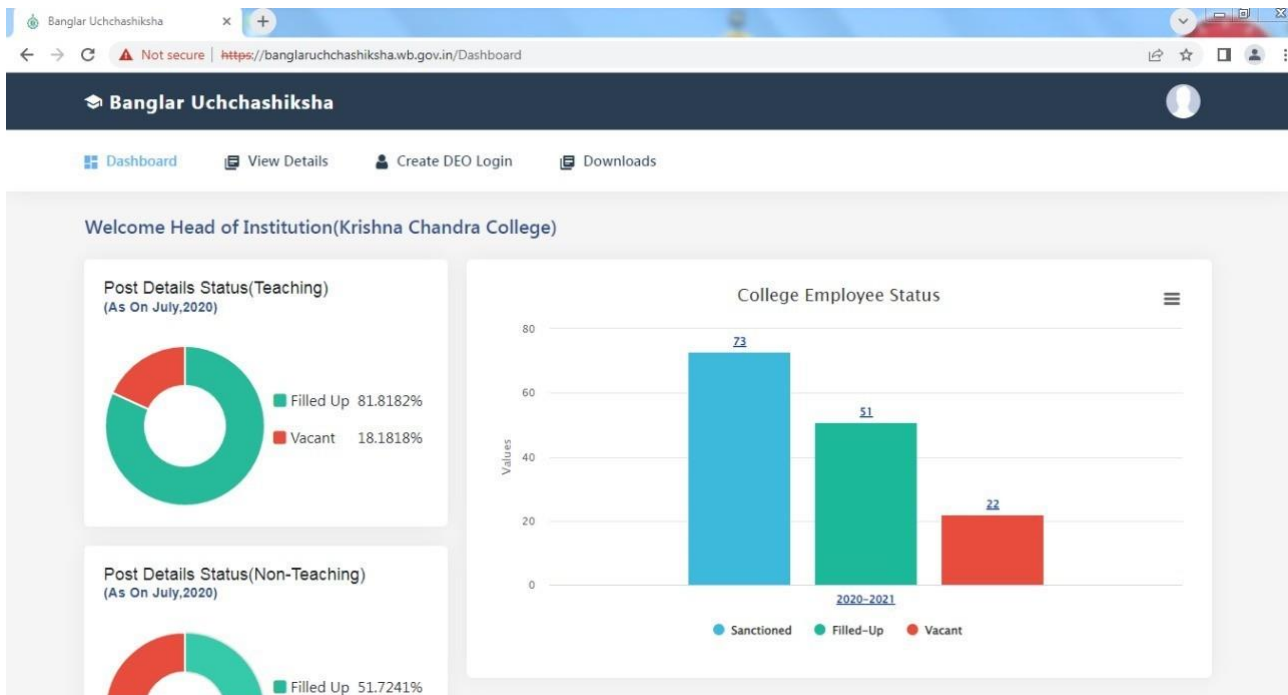 Banglar Uchchashiksha
Not secure | https://banglaruchchashiksha.wb.gov.in/Dashboard
Banglar Uchchashiksha
Dashboard View Details Create DEO Login Downloads
Welcome Head of Institution(Krishna Chandra College)
Post Details Status(Teaching)
(As On July,2020)
Filled Up 81.8182%
Vacant 18.1818%
Post Details Status(Non-Teaching)
(As On July,2020)
Filled Up 51.7241%
College Employee Status
Values
80
60
40
20
0
73
51
22
2020-2021
Sanctioned Filled-Up Vacant